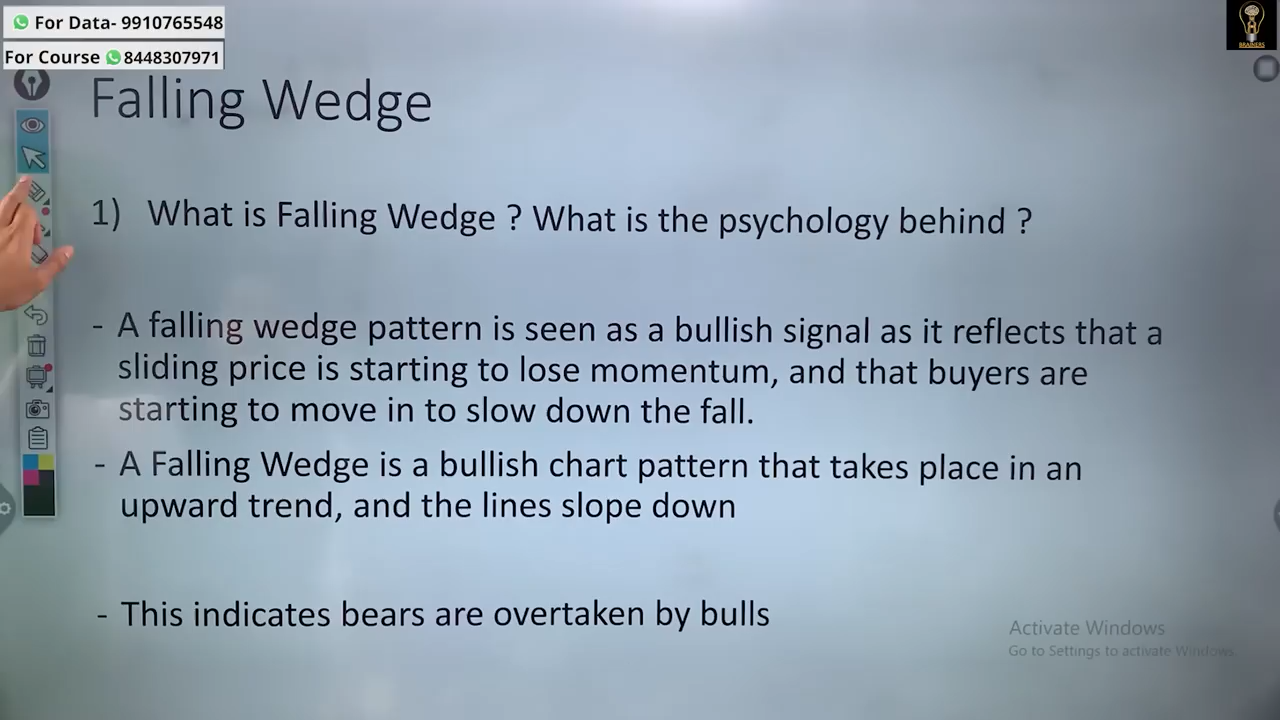 For Data- 9910765548
For Course 8448307971
BRAINERS
Falling Wedge
1) What is Falling Wedge ? What is the psychology behind ?
- A falling wedge pattern is seen as a bullish signal as it reflects that a
sliding price is starting to lose momentum, and that buyers are
starting to move in to slow down the fall.
- A Falling Wedge is a bullish chart pattern that takes place in an
upward trend, and the lines slope down
- This indicates bears are overtaken by bulls
Activate Windows
Go to Settings to activate Windows.